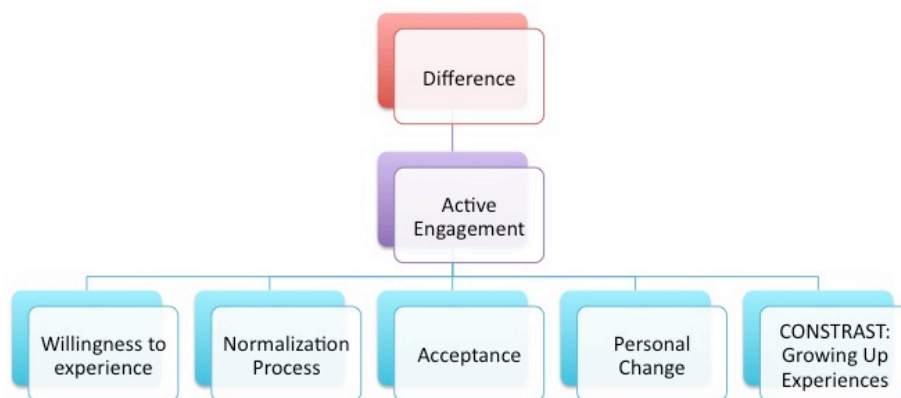 Difference
Active
Engagement
Willingness to
experience
Normalization
Process
Acceptance
Personal
Change
CONSTRAST:
Growing Up
Experiences